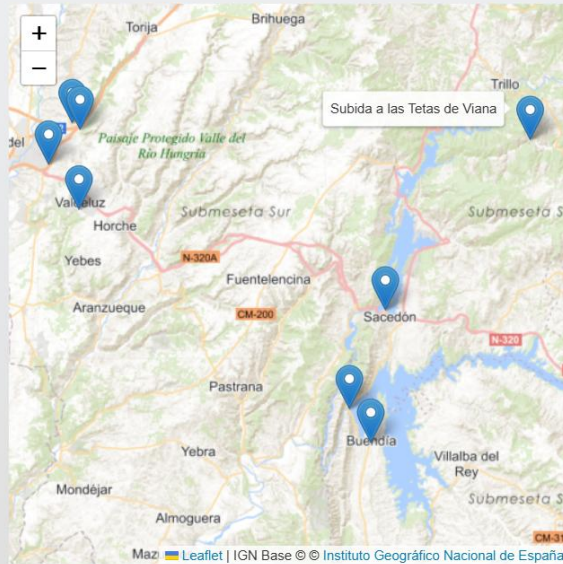 Torija
Brihuega
+
−
Trillo
Subida a las Tetas de Viana
Paisaje Protegido Valle del
Río Hungría
del
Valdeluz
Submeseta Sur
Submeseta S
Horche
Yebes
N-320A
Fuentelencina
Aranzueque
CM-200
Sacedón
N-320
Pastrana
Buendía
Yebra
Villalba del
Rey
Mondéjar
Submeseta S
Almoguera
CM-31
Maz
Leaflet | IGN Base © © Instituto Geográfico Nacional de España